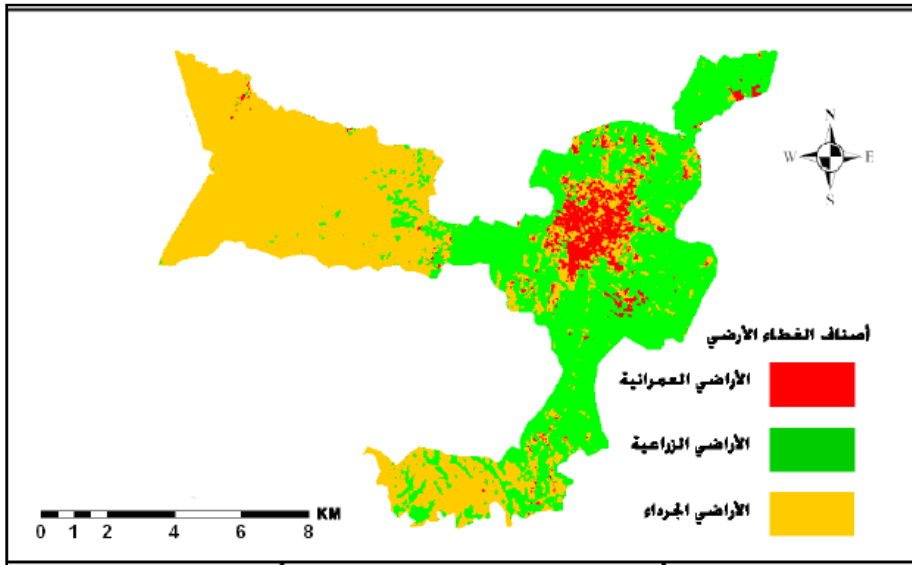 N
W E
S
أصناف الغطاء الأرضي
الأراضي العمرانية
الأراضي الزراعية
الأراضي الجرداء
KM
0 1 2 4 6 8